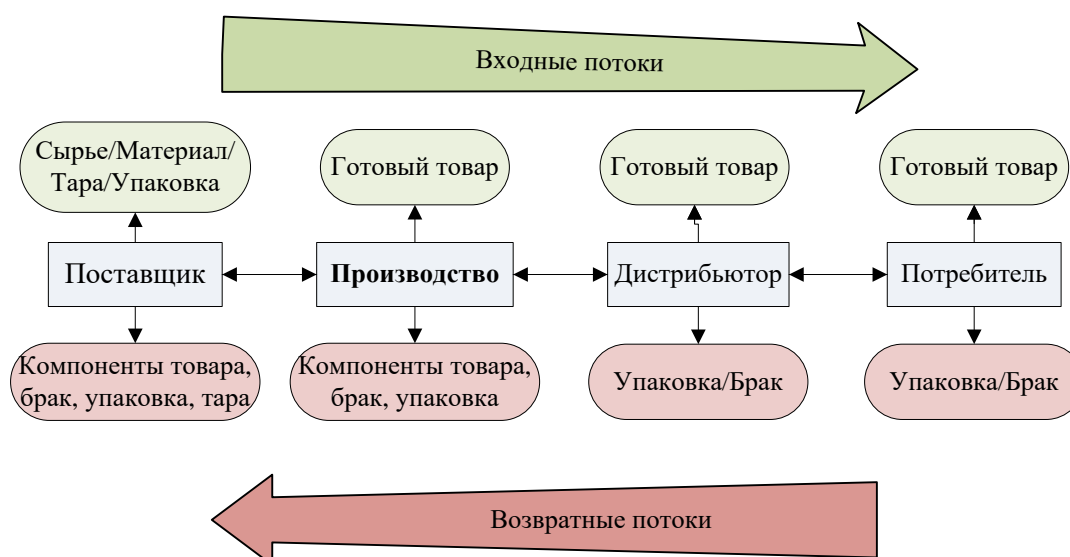 Входные потоки
Сырье/Материал/
Тара/Упаковка
Готовый товар
Готовый товар
Готовый товар
Поставщик
Производство
Дистрибьютор
Потребитель
Компоненты товара,
брак, упаковка, тара
Компоненты товара,
брак, упаковка
Упаковка/Брак
Упаковка/Брак
Возвратные потоки